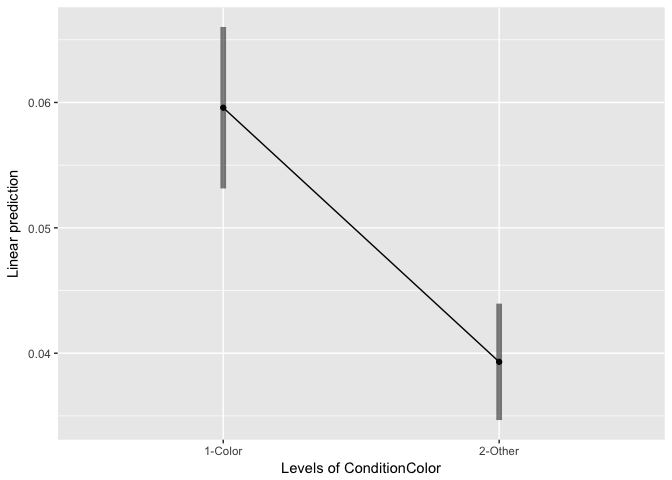 0.06
0.05
0.04
Linear prediction
1-Color
2-Other
Levels of ConditionColor